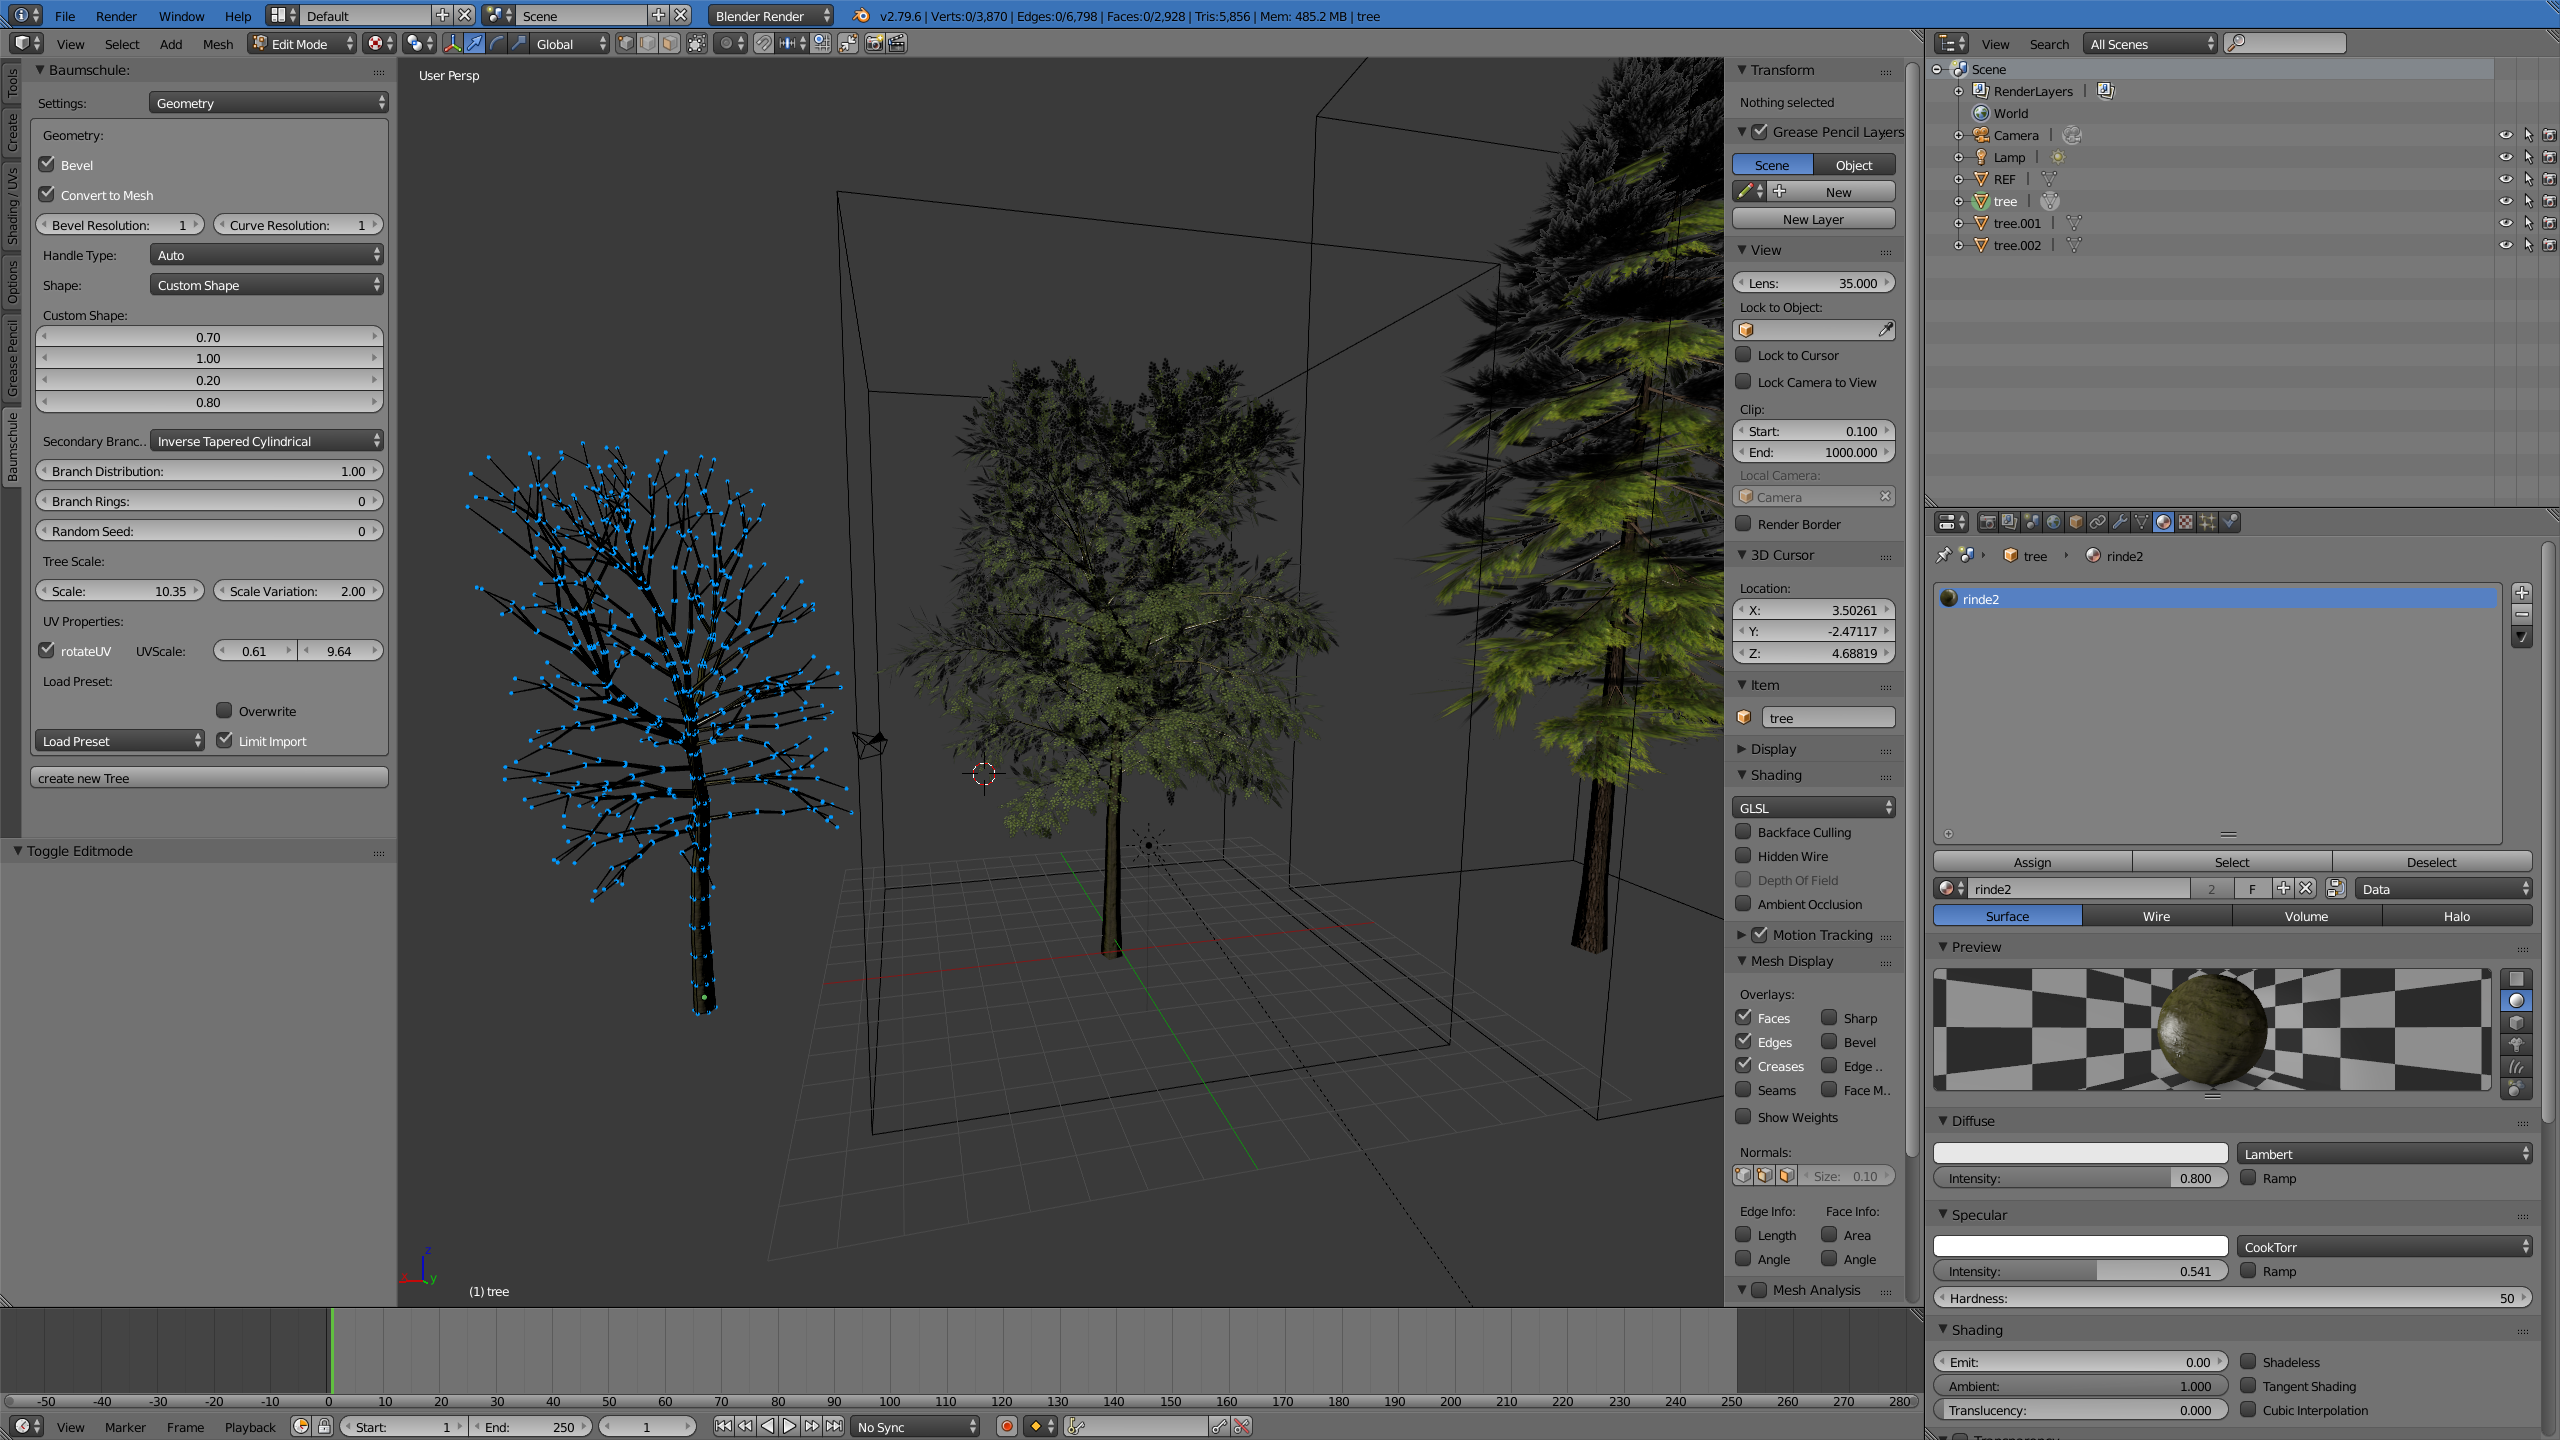 File Render Window Help Default Scene Blender Render v2.79.6 | Verts:0/3,870 | Edges:0/6,798 | Faces:0/2,928 | Tris:5,856 | Mem: 485.2 MB | tree
View Select Add Mesh Edit Mode Global
View Search All Scenes
Tools
Create
Shading / UVs
Options
Grease Pencil
Baumschule
Baumschule:
Settings: Geometry
Geometry:
Bevel
Convert to Mesh
Bevel Resolution: 1 Curve Resolution: 1
Handle Type: Auto
Shape: Custom Shape
Custom Shape:
0.70
1.00
0.20
0.80
Secondary Branc.. Inverse Tapered Cylindrical
Branch Distribution: 1.00
Branch Rings: 0
Random Seed: 0
Tree Scale:
Scale: 10.35 Scale Variation: 2.00
UV Properties:
rotateUV UVScale: 0.61 9.64
Load Preset:
Overwrite
Load Preset Limit Import
create new Tree
Toggle Editmode
User Persp
z
y
(1) tree
Transform
Nothing selected
Grease Pencil Layers
Scene Object
New
New Layer
View
Lens: 35.000
Lock to Object:
Lock to Cursor
Lock Camera to View
Clip:
Start: 0.100
End: 1000.000
Local Camera:
Camera
Render Border
3D Cursor
Location:
X: 3.50261
Y: -2.47117
Z: 4.68819
Item
tree
Display
Shading
GLSL
Backface Culling
Hidden Wire
Depth Of Field
Ambient Occlusion
Motion Tracking
Mesh Display
Overlays:
Faces Sharp
Edges Bevel
Creases Edge ..
Seams Face M..
Show Weights
Normals:
Size: 0.10
Edge Info: Face Info:
Length Area
Angle Angle
Mesh Analysis
Scene
RenderLayers
World
Camera
Lamp
REF
tree
tree.001
tree.002
tree rinde2
rinde2
Assign Select Deselect
rinde2 2 F Data
Surface Wire Volume Halo
Preview
Diffuse
Lambert
Intensity: 0.800 Ramp
Specular
CookTorr
Intensity: 0.541 Ramp
Hardness: 50
Shading
Emit: 0.00 Shadeless
Ambient: 1.000 Tangent Shading
Translucency: 0.000 Cubic Interpolation
-50 -40 -30 -20 -10 0 10 20 30 40 50 60 70 80 90 100 110 120 130 140 150 160 170 180 190 200 210 220 230 240 250 260 270 280
View Marker Frame Playback Start: 1 End: 250 1 No Sync